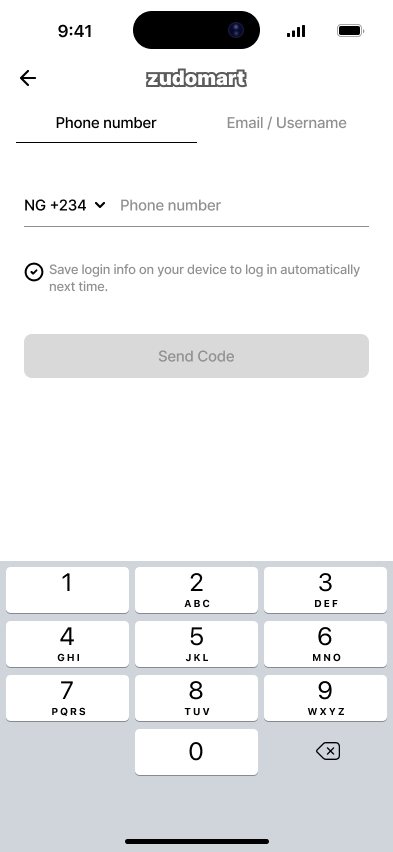 9:41
zudomart
Phone number
Email / Username
NG +234
Phone number
Save login info on your device to log in automatically
next time.
Send Code
1
2
ABC
3
DEF
4
GHI
5
JKL
6
MNO
7
PQRS
8
TUV
9
WXYZ
0